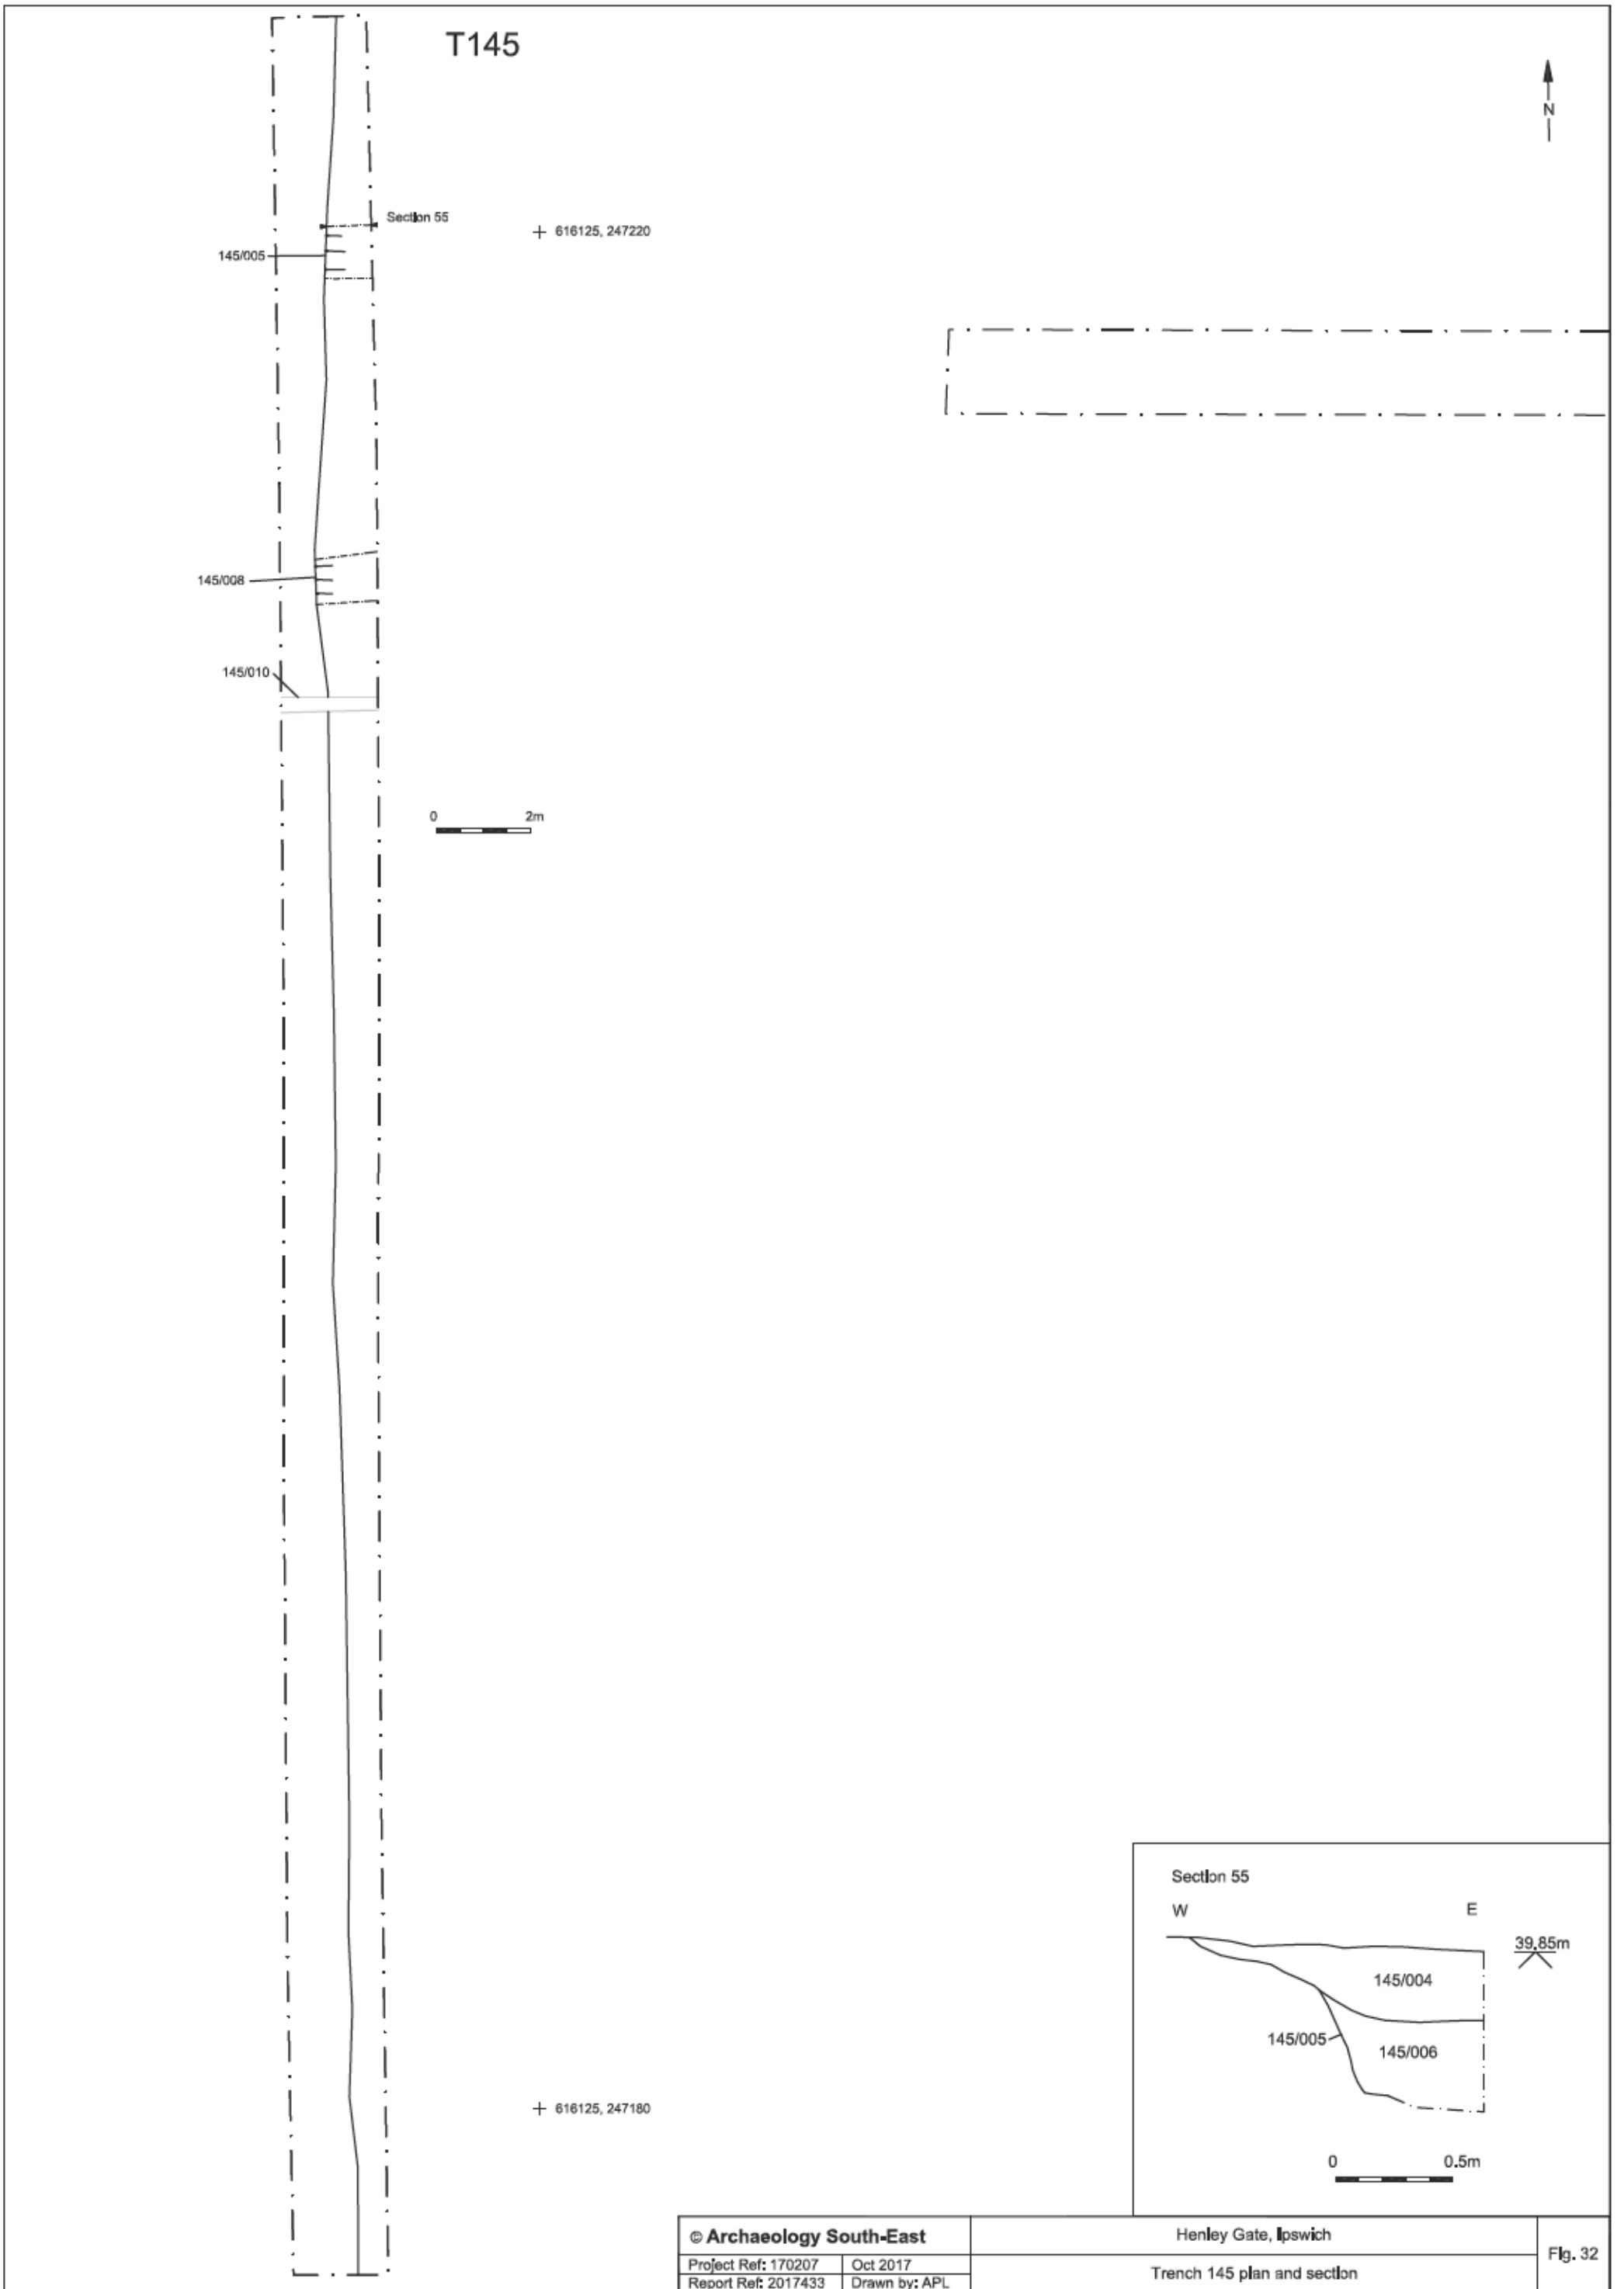 T145
N
Section 55
616125, 247220
145/005
145/008
145/010
0 2m
616125, 247180
Section 55
W E
39.85m
145/004
145/005
145/006
0 0.5m
© Archaeology South-East
Project Ref: 170207 Oct 2017
Report Ref: 2017433 Drawn by: APL
Henley Gate, Ipswich
Trench 145 plan and section
Fig. 32